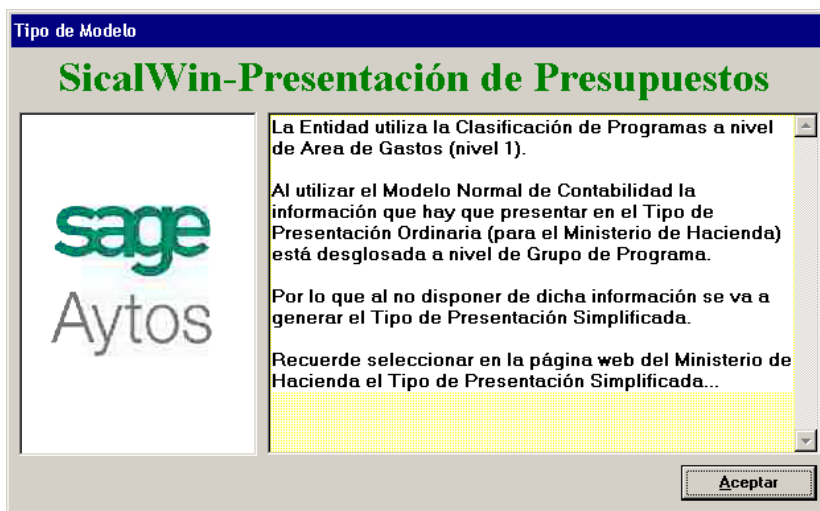 Tipo de Modelo
SicalWin-Presentación de Presupuestos
sage
Aytos
La Entidad utiliza la Clasificación de Programas a nivel
de Area de Gastos (nivel 1).
Al utilizar el Modelo Normal de Contabilidad la
información que hay que presentar en el Tipo de
Presentación Ordinaria (para el Ministerio de Hacienda)
está desglosada a nivel de Grupo de Programa.
Por lo que al no disponer de dicha información se va a
generar el Tipo de Presentación Simplificada.
Recuerde seleccionar en la página web del Ministerio de
Hacienda el Tipo de Presentación Simplificada...
Aceptar